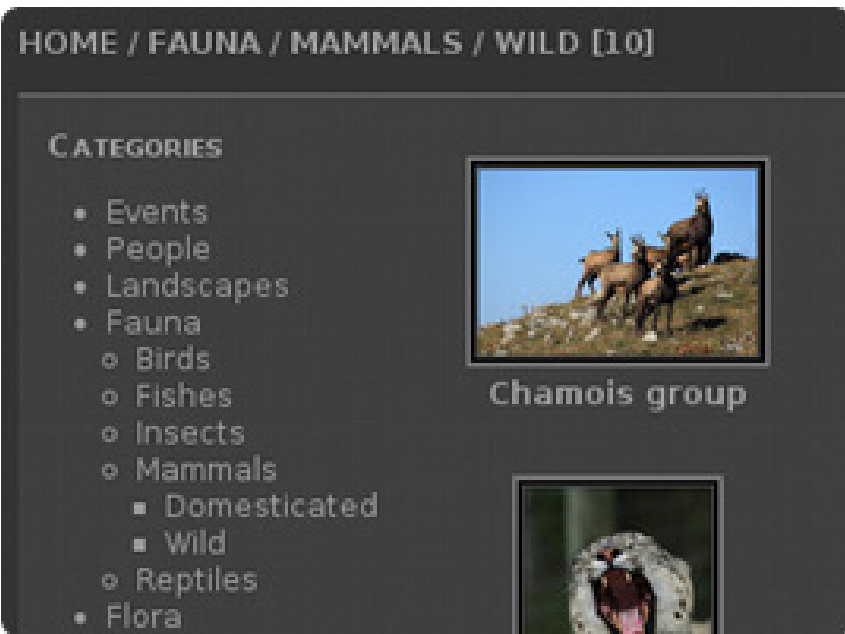 HOME / FAUNA / MAMMALS / WILD [10]
CATEGORIES
Events
People
Landscapes
Fauna
Birds
Fishes
Insects
Mammals
Domesticated
Wild
Reptiles
Flora
Chamois group